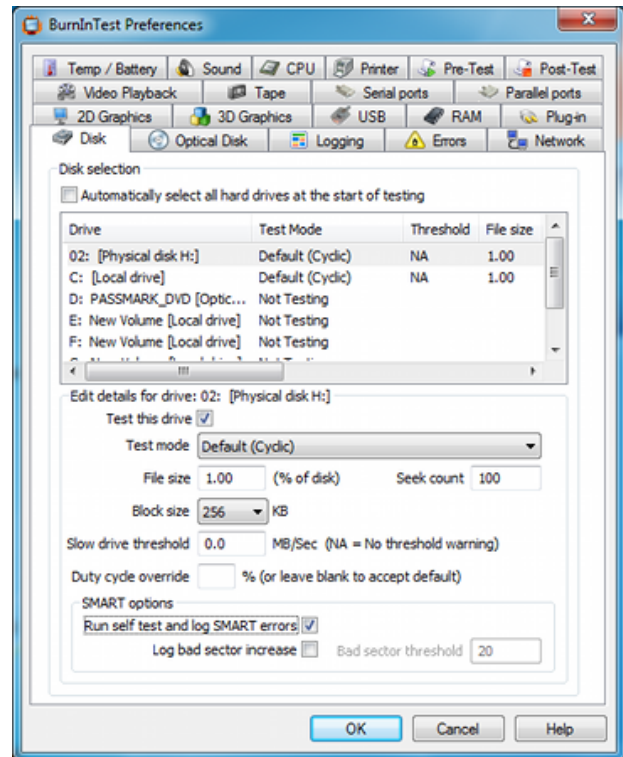 BurnInTest Preferences
Temp / Battery Sound CPU Printer Pre-Test Post-Test
Video Playback Tape Serial ports Parallel ports
2D Graphics 3D Graphics USB RAM Plug-in
Disk Optical Disk Logging Errors Network
Disk selection
Automatically select all hard drives at the start of testing
Drive Test Mode Threshold File size
02: [Physical disk H:] Default (Cyclic) NA 1.00
C: [Local drive] Default (Cyclic) NA 1.00
D: PASSMARK_DVD [Optic... Not Testing
E: New Volume [Local drive] Not Testing
F: New Volume [Local drive] Not Testing
Edit details for drive: 02: [Physical disk H:]
Test this drive
Test mode Default (Cyclic)
File size 1.00 (% of disk) Seek count 100
Block size 256 KB
Slow drive threshold 0.0 MB/Sec (NA = No threshold warning)
Duty cycle override % (or leave blank to accept default)
SMART options
Run self test and log SMART errors
Log bad sector increase Bad sector threshold 20
OK Cancel Help